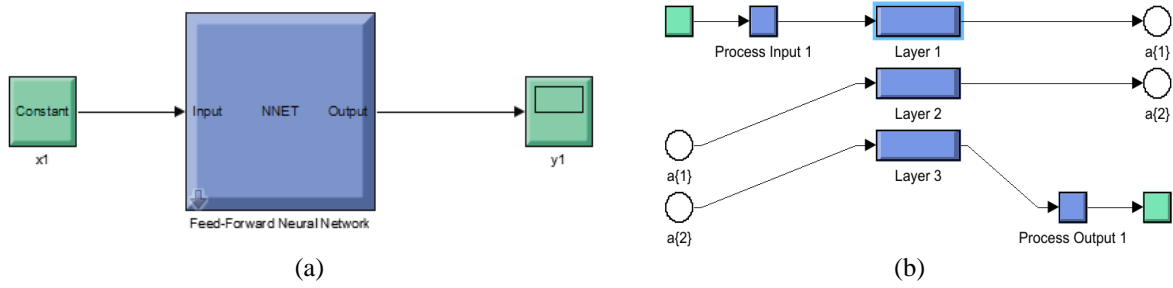 Constant
x1
Input NNET Output
Feed-Forward Neural Network
y1
(a)
Process Input 1
Layer 1
a{1}
Layer 2
a{2}
a{1}
Layer 3
a{2}
Process Output 1
(b)